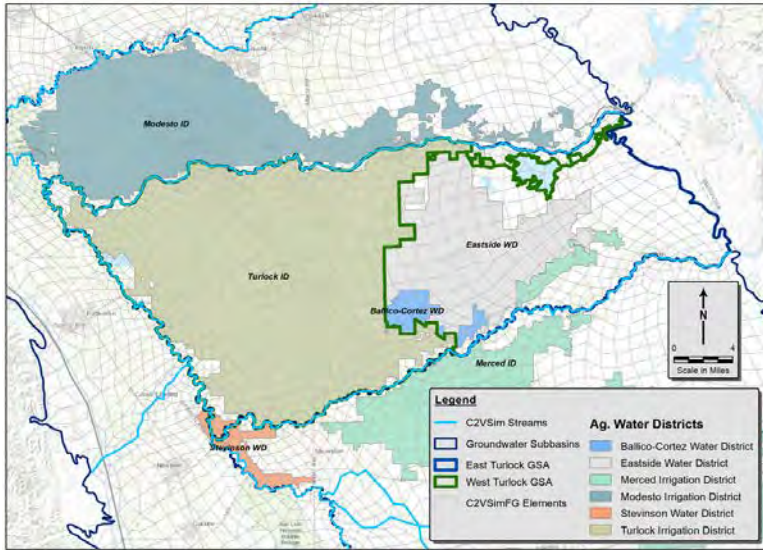 Modesto ID
Eastside WD
Turlock ID
Ballico-Cortez WD
N
Merced ID
0 4
Scale in Miles
Stevinson WD
Legend
C2VSim Streams
Groundwater Subbasins
East Turlock GSA
West Turlock GSA
C2VSimFG Elements
Ag. Water Districts
Ballico-Cortez Water District
Eastside Water District
Merced Irrigation District
Modesto Irrigation District
Stevinson Water District
Turlock Irrigation District